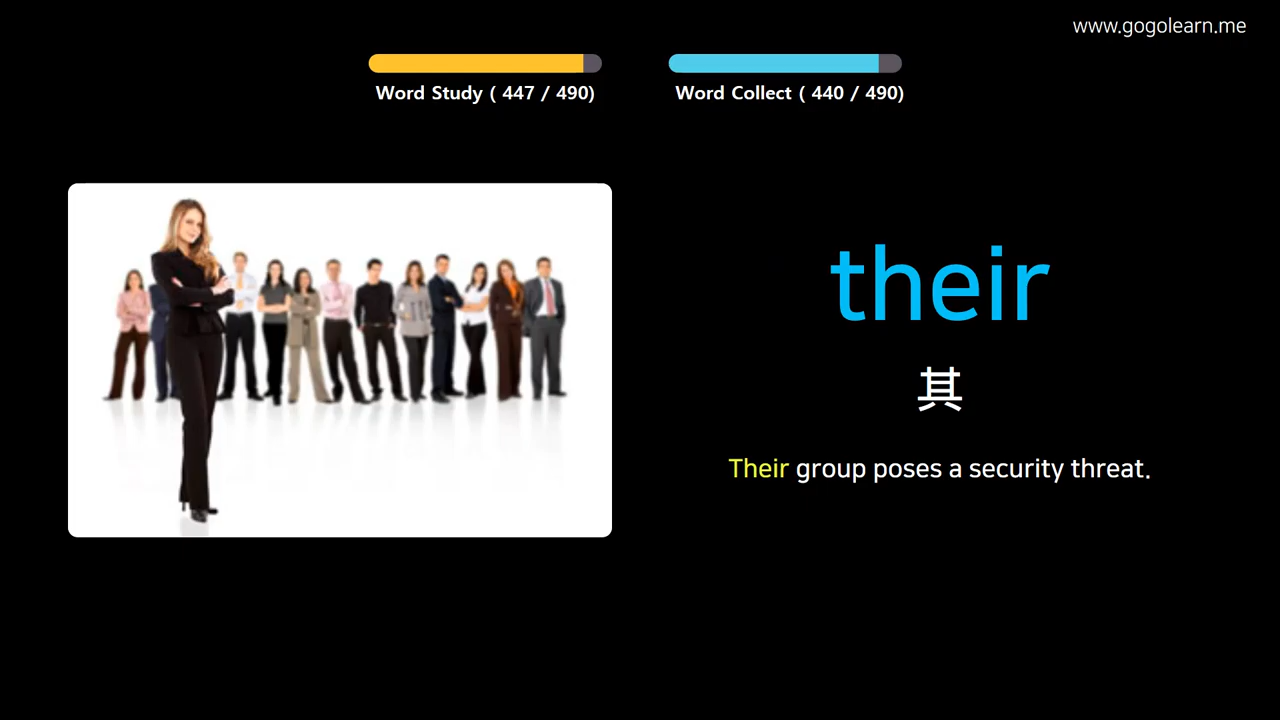 www.gogolearn.me
Word Study ( 447 / 490)
Word Collect ( 440 / 490)
their
其
Their group poses a security threat.